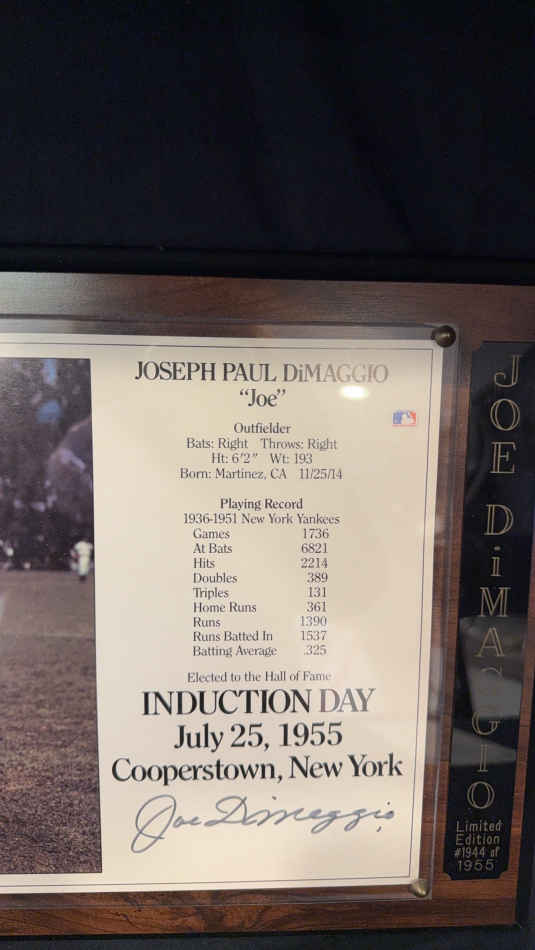 JOSEPH PAUL DiMAGGIO
“Joe”
Outfielder
Bats: Right Throws: Right
Ht: 6'2" Wt: 193
Born: Martinez, CA 11/25/14
Playing Record
1936-1951 New York Yankees
Games 1736
At Bats 6821
Hits 2214
Doubles 389
Triples 131
Home Runs 361
Runs 1390
Runs Batted In 1537
Batting Average .325
Elected to the Hall of Fame
INDUCTION DAY
July 25, 1955
Cooperstown, New York
Joe Dimaggio
JOE DiMAGGIO
Limited
Edition
#1944 of
1955